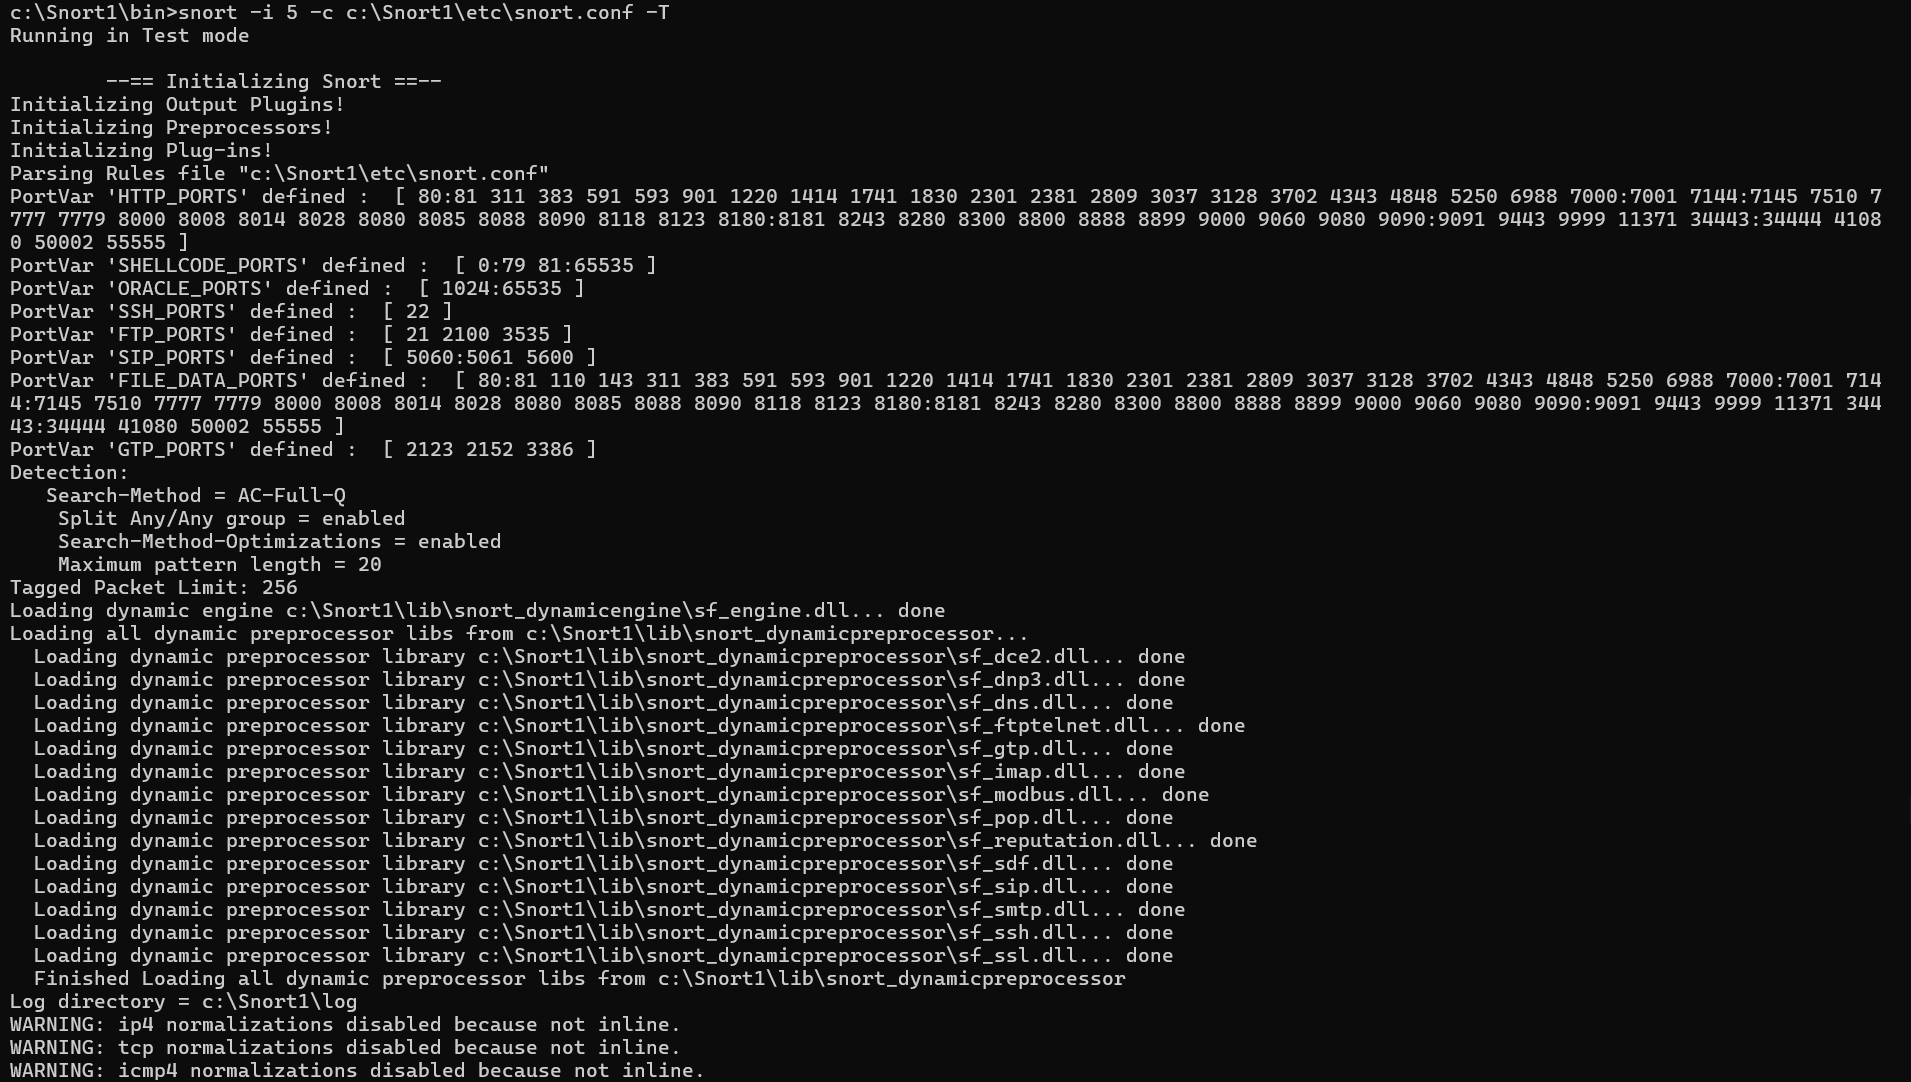 c:\Snort1\bin>snort -i 5 -c c:\Snort1\etc\snort.conf -T
Running in Test mode
--== Initializing Snort ==--
Initializing Output Plugins!
Initializing Preprocessors!
Initializing Plug-ins!
Parsing Rules file "c:\Snort1\etc\snort.conf"
PortVar 'HTTP_PORTS' defined :  [ 80:81 311 383 591 593 901 1220 1414 1741 1830 2301 2381 2809 3037 3128 3702 4343 4848 5250 6988 7000:7001 7144:7145 7510 7
777 7779 8000 8008 8014 8028 8080 8085 8088 8090 8118 8123 8180:8181 8243 8280 8300 8800 8888 8899 9000 9060 9080 9090:9091 9443 9999 11371 34443:34444 4108
0 50002 55555 ]
PortVar 'SHELLCODE_PORTS' defined :  [ 0:79 81:65535 ]
PortVar 'ORACLE_PORTS' defined :  [ 1024:65535 ]
PortVar 'SSH_PORTS' defined :  [ 22 ]
PortVar 'FTP_PORTS' defined :  [ 21 2100 3535 ]
PortVar 'SIP_PORTS' defined :  [ 5060:5061 5600 ]
PortVar 'FILE_DATA_PORTS' defined :  [ 80:81 110 143 311 383 591 593 901 1220 1414 1741 1830 2301 2381 2809 3037 3128 3702 4343 4848 5250 6988 7000:7001 714
4:7145 7510 7777 7779 8000 8008 8014 8028 8080 8085 8088 8090 8118 8123 8180:8181 8243 8280 8300 8800 8888 8899 9000 9060 9080 9090:9091 9443 9999 11371 344
43:34444 41080 50002 55555 ]
PortVar 'GTP_PORTS' defined :  [ 2123 2152 3386 ]
Detection:
   Search-Method = AC-Full-Q
    Split Any/Any group = enabled
    Search-Method-Optimizations = enabled
    Maximum pattern length = 20
Tagged Packet Limit: 256
Loading dynamic engine c:\Snort1\lib\snort_dynamicengine\sf_engine.dll... done
Loading all dynamic preprocessor libs from c:\Snort1\lib\snort_dynamicpreprocessor...
  Loading dynamic preprocessor library c:\Snort1\lib\snort_dynamicpreprocessor\sf_dce2.dll... done
  Loading dynamic preprocessor library c:\Snort1\lib\snort_dynamicpreprocessor\sf_dnp3.dll... done
  Loading dynamic preprocessor library c:\Snort1\lib\snort_dynamicpreprocessor\sf_dns.dll... done
  Loading dynamic preprocessor library c:\Snort1\lib\snort_dynamicpreprocessor\sf_ftptelnet.dll... done
  Loading dynamic preprocessor library c:\Snort1\lib\snort_dynamicpreprocessor\sf_gtp.dll... done
  Loading dynamic preprocessor library c:\Snort1\lib\snort_dynamicpreprocessor\sf_imap.dll... done
  Loading dynamic preprocessor library c:\Snort1\lib\snort_dynamicpreprocessor\sf_modbus.dll... done
  Loading dynamic preprocessor library c:\Snort1\lib\snort_dynamicpreprocessor\sf_pop.dll... done
  Loading dynamic preprocessor library c:\Snort1\lib\snort_dynamicpreprocessor\sf_reputation.dll... done
  Loading dynamic preprocessor library c:\Snort1\lib\snort_dynamicpreprocessor\sf_sdf.dll... done
  Loading dynamic preprocessor library c:\Snort1\lib\snort_dynamicpreprocessor\sf_sip.dll... done
  Loading dynamic preprocessor library c:\Snort1\lib\snort_dynamicpreprocessor\sf_smtp.dll... done
  Loading dynamic preprocessor library c:\Snort1\lib\snort_dynamicpreprocessor\sf_ssh.dll... done
  Loading dynamic preprocessor library c:\Snort1\lib\snort_dynamicpreprocessor\sf_ssl.dll... done
  Finished Loading all dynamic preprocessor libs from c:\Snort1\lib\snort_dynamicpreprocessor
Log directory = c:\Snort1\log
WARNING: ip4 normalizations disabled because not inline.
WARNING: tcp normalizations disabled because not inline.
WARNING: icmp4 normalizations disabled because not inline.